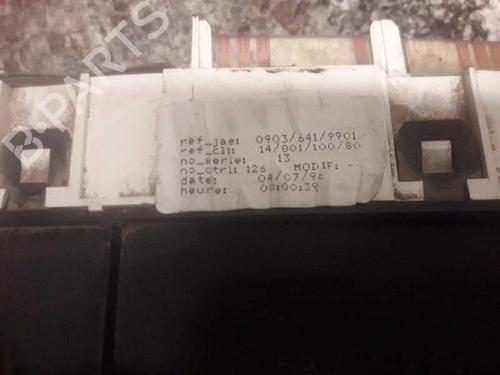 B-PARTS
ref_jae: 0903/641/9901
ref_cli: 14/801/100/80
no_serie: 13
no_ctrl: 126 MODIF: -
date: 04/07/96
heure: 08:00:39